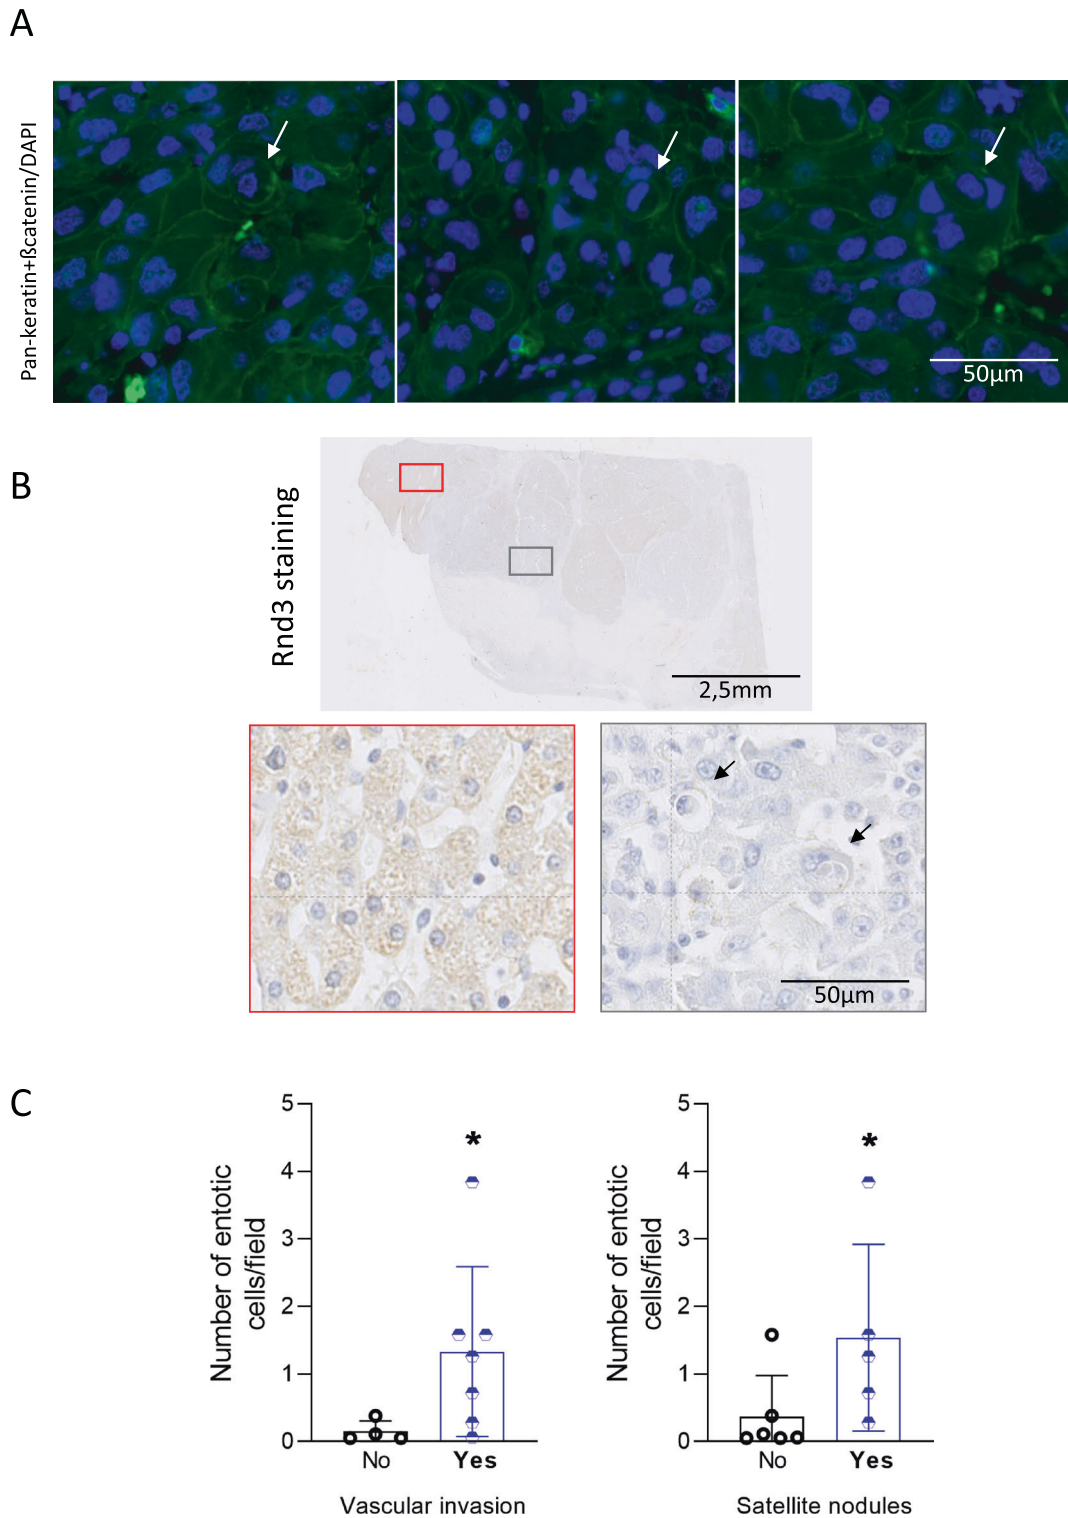 A
Pan-keratin+ßcatenin/DAPI
50µm
B
Rnd3 staining
2,5mm
50µm
C
Number of entotic
cells/field
5
4
3
2
1
0
*
No
Yes
Vascular invasion
Number of entotic
cells/field
5
4
3
2
1
0
*
No
Yes
Satellite nodules